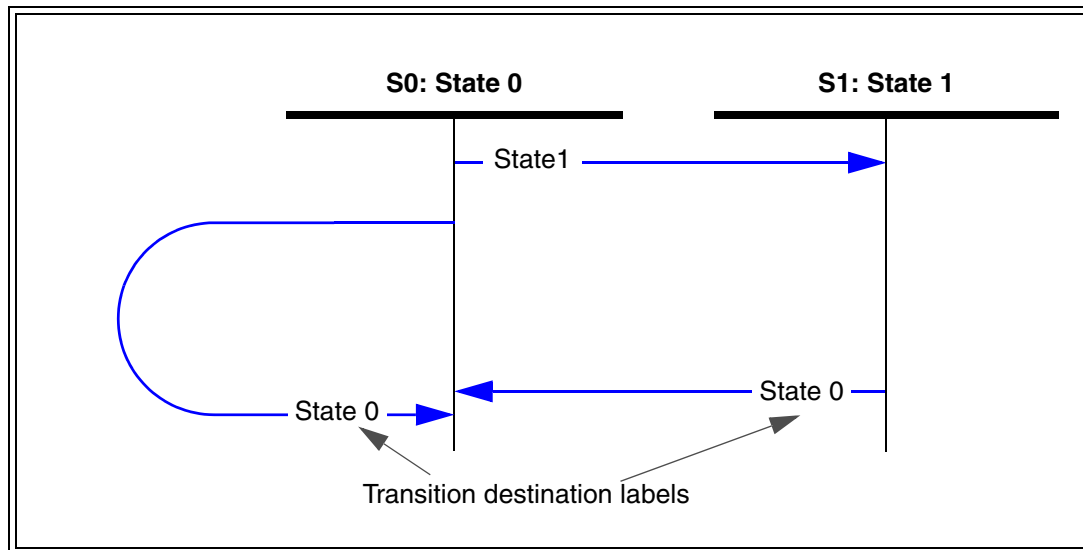 S0: State 0
S1: State 1
State1
State 0
State 0
Transition destination labels